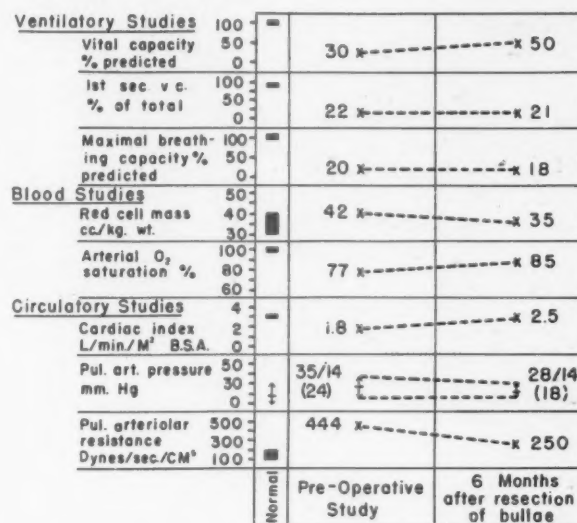 Ventilatory Studies
Vital capacity
% predicted
100
50
0
30 x
x 50
1st sec. v c.
% of total
100
50
0
22 x
x 21
Maximal breath-
ing capacity %
predicted
100
50
0
20 x
x 18
Blood Studies
Red cell mass
cc/kg. wt.
50
40
30
42 x
x 35
Arterial O₂
saturation %
100
80
60
77 x
x 85
Circulatory Studies
Cardiac index
L/min/M² B.S.A.
4
2
0
1.8 x
x 2.5
Pul. art. pressure
mm. Hg
50
30
0
35/14
(24)
28/14
(18)
Pul. arteriolar
resistance
Dynes/sec/CM⁵
500
300
100
444 x
x 250
Normal
Pre-Operative
Study
6 Months
after resection
of bullae